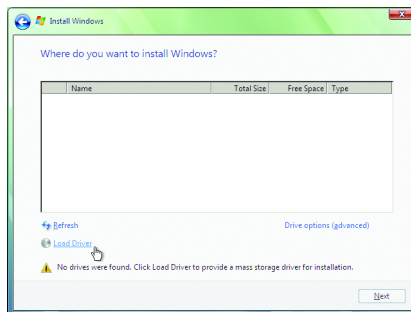 Install Windows
Where do you want to install Windows?
Name Total Size Free Space Type
Refresh Drive options (advanced)
Load Driver
No drives were found. Click Load Driver to provide a mass storage driver for installation.
Next